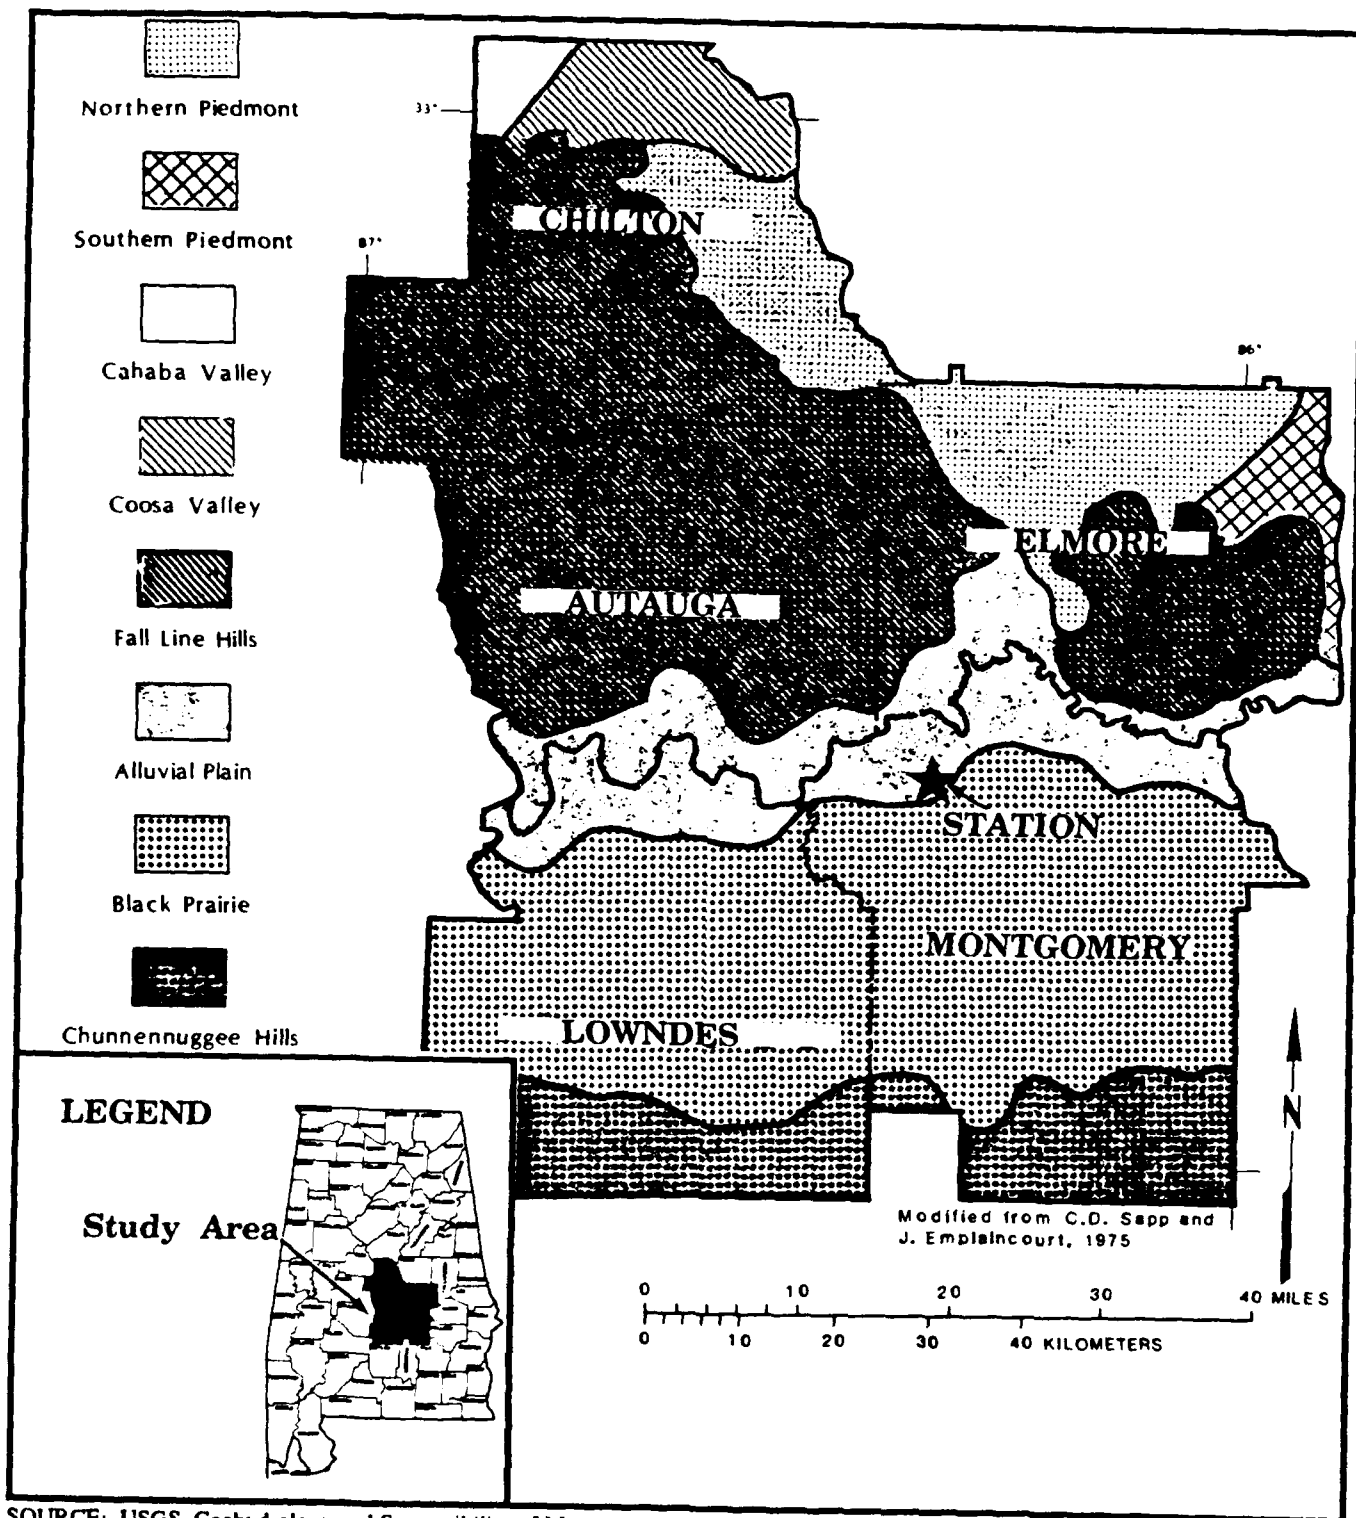 Northern Piedmont
Southern Piedmont
Cahaba Valley
Coosa Valley
Fall Line Hills
Alluvial Plain
Black Prairie
Chunnennuggee Hills
33°
87°
86°
CHILTON
ELMORE
AUTAUGA
STATION
MONTGOMERY
LOWNDES
LEGEND
Study Area
N
Modified from C.D. Sapp and
J. Emplaincourt, 1975
0 10 20 30 40 MILES
0 10 20 30 40 KILOMETERS
SOURCE: USGS